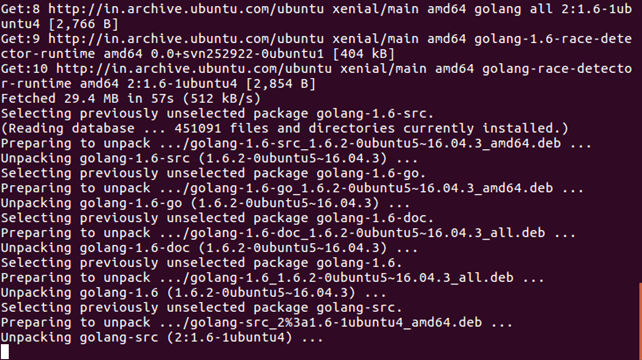 Get:8 http://in.archive.ubuntu.com/ubuntu xenial/main amd64 golang all 2:1.6-1ub
untu4 [2,766 B]
Get:9 http://in.archive.ubuntu.com/ubuntu xenial/main amd64 golang-1.6-race-dete
ctor-runtime amd64 0.0+svn252922-0ubuntu1 [404 kB]
Get:10 http://in.archive.ubuntu.com/ubuntu xenial/main amd64 golang-race-detecto
r-runtime amd64 2:1.6-1ubuntu4 [2,854 B]
Fetched 29.4 MB in 57s (512 kB/s)
Selecting previously unselected package golang-1.6-src.
(Reading database ... 451091 files and directories currently installed.)
Preparing to unpack .../golang-1.6-src_1.6.2-0ubuntu5~16.04.3_amd64.deb ...
Unpacking golang-1.6-src (1.6.2-0ubuntu5~16.04.3) ...
Selecting previously unselected package golang-1.6-go.
Preparing to unpack .../golang-1.6-go_1.6.2-0ubuntu5~16.04.3_amd64.deb ...
Unpacking golang-1.6-go (1.6.2-0ubuntu5~16.04.3) ...
Selecting previously unselected package golang-1.6-doc.
Preparing to unpack .../golang-1.6-doc_1.6.2-0ubuntu5~16.04.3_all.deb ...
Unpacking golang-1.6-doc (1.6.2-0ubuntu5~16.04.3) ...
Selecting previously unselected package golang-1.6.
Preparing to unpack .../golang-1.6_1.6.2-0ubuntu5~16.04.3_all.deb ...
Unpacking golang-1.6 (1.6.2-0ubuntu5~16.04.3) ...
Selecting previously unselected package golang-src.
Preparing to unpack .../golang-src_2%3a1.6-1ubuntu4_amd64.deb ...
Unpacking golang-src (2:1.6-1ubuntu4) ...